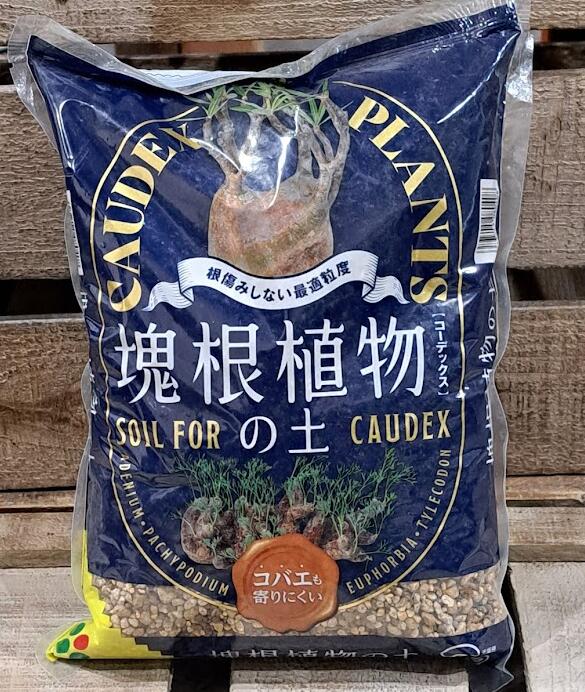 CAUDEX PLANTS
根傷みしない最適粒度
塊根植物
[コーデックス]
SOIL FOR の土 CAUDEX
ADENIUM・PACHYPODIUM
EUPHORBIA・TYLECODON
コバエも
寄りにくい
塊根植物の土